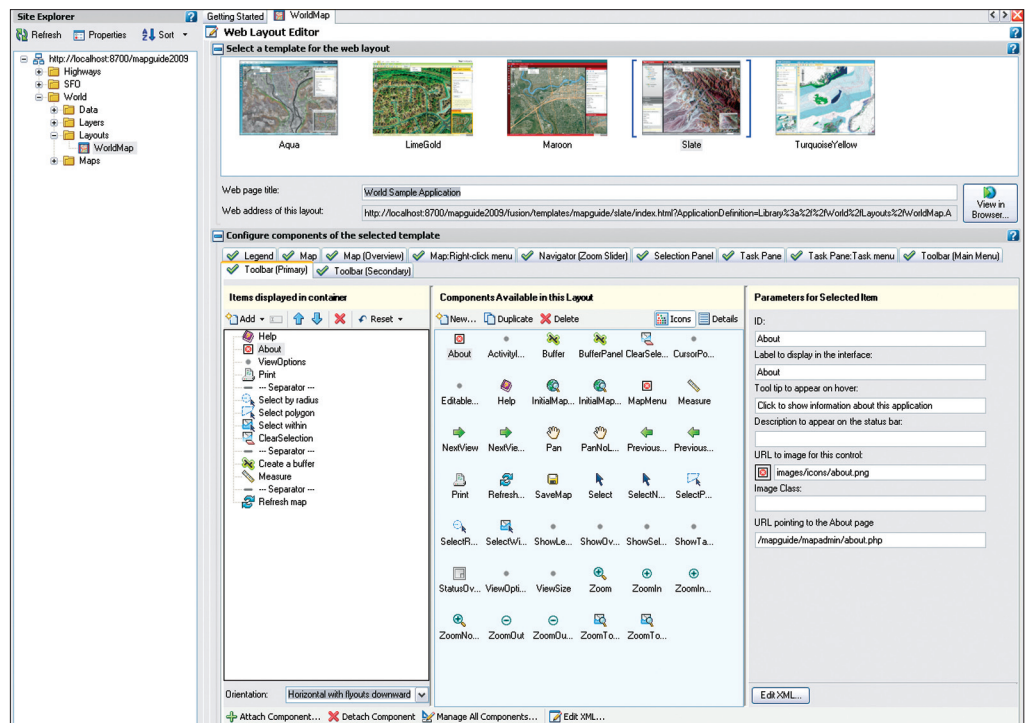 Site Explorer
Refresh Properties Sort
http://localhost:8700/mapguide2009
Highways
SFO
World
Data
Layers
Layouts
WorldMap
Maps
Getting Started WorldMap
Web Layout Editor
Select a template for the web layout
Aqua LimeGold Maroon Slate TurquoiseYellow
Web page title: World Sample Application
Web address of this layout: http://localhost:8700/mapguide2009/fusion/templates/mapguide/slate/index.html?ApplicationDefinition=Library%3a%2f%2fWorld%2fLayouts%2fWorldMap.A
View in Browser...
Configure components of the selected template
Legend Map Map (Overview) Map:Right-click menu Navigator (Zoom Slider) Selection Panel Task Pane Task Pane:Task menu Toolbar (Main Menu)
Toolbar (Primary) Toolbar (Secondary)
Items displayed in container
Add Reset
Help
About
ViewOptions
Print
--- Separator ---
Select by radius
Select polygon
Select within
ClearSelection
--- Separator ---
Create a buffer
Measure
--- Separator ---
Refresh map
Orientation: Horizontal with flyouts downward
Components Available in this Layout
New... Duplicate Delete Icons Details
About ActivityI... Buffer BufferPanel ClearSele... CursorPo...
Editable... Help InitialMap... InitialMap... MapMenu Measure
NextView NextVie... Pan PanNoL... Previous... Previous...
Print Refresh... SaveMap Select SelectN... SelectP...
SelectR... SelectWi... ShowLe... ShowOv... ShowSel... ShowTa...
StatusOv... ViewOpti... ViewSize Zoom ZoomIn ZoomIn...
ZoomNo... ZoomOut ZoomOu... ZoomTo... ZoomTo...
Parameters for Selected Item
ID:
About
Label to display in the interface:
About
Tool tip to appear on hover:
Click to show information about this application
Description to appear on the status bar:
URL to image for this control:
images/icons/about.png
Image Class:
URL pointing to the About page
/mapguide/mapadmin/about.php
Edit XML...
Attach Component... Detach Component Manage All Components... Edit XML...